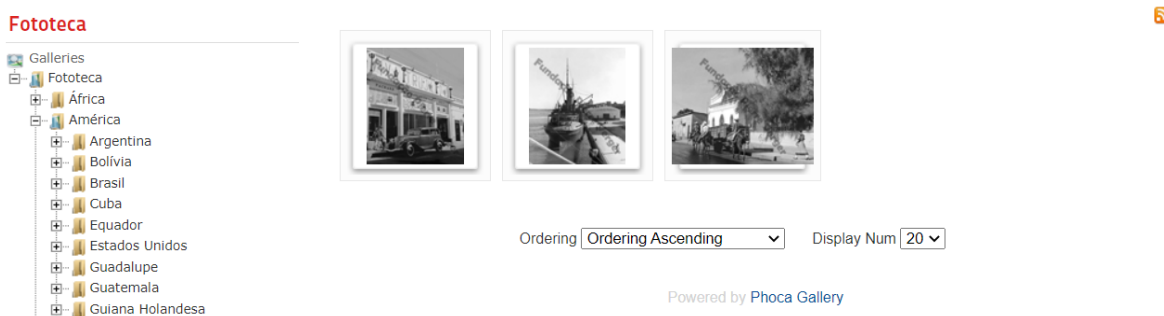 Fototeca
Galleries
Fototeca
África
América
Argentina
Bolívia
Brasil
Cuba
Equador
Estados Unidos
Guadalupe
Guatemala
Guiana Holandesa
Ordering Ordering Ascending Display Num 20
Powered by Phoca Gallery